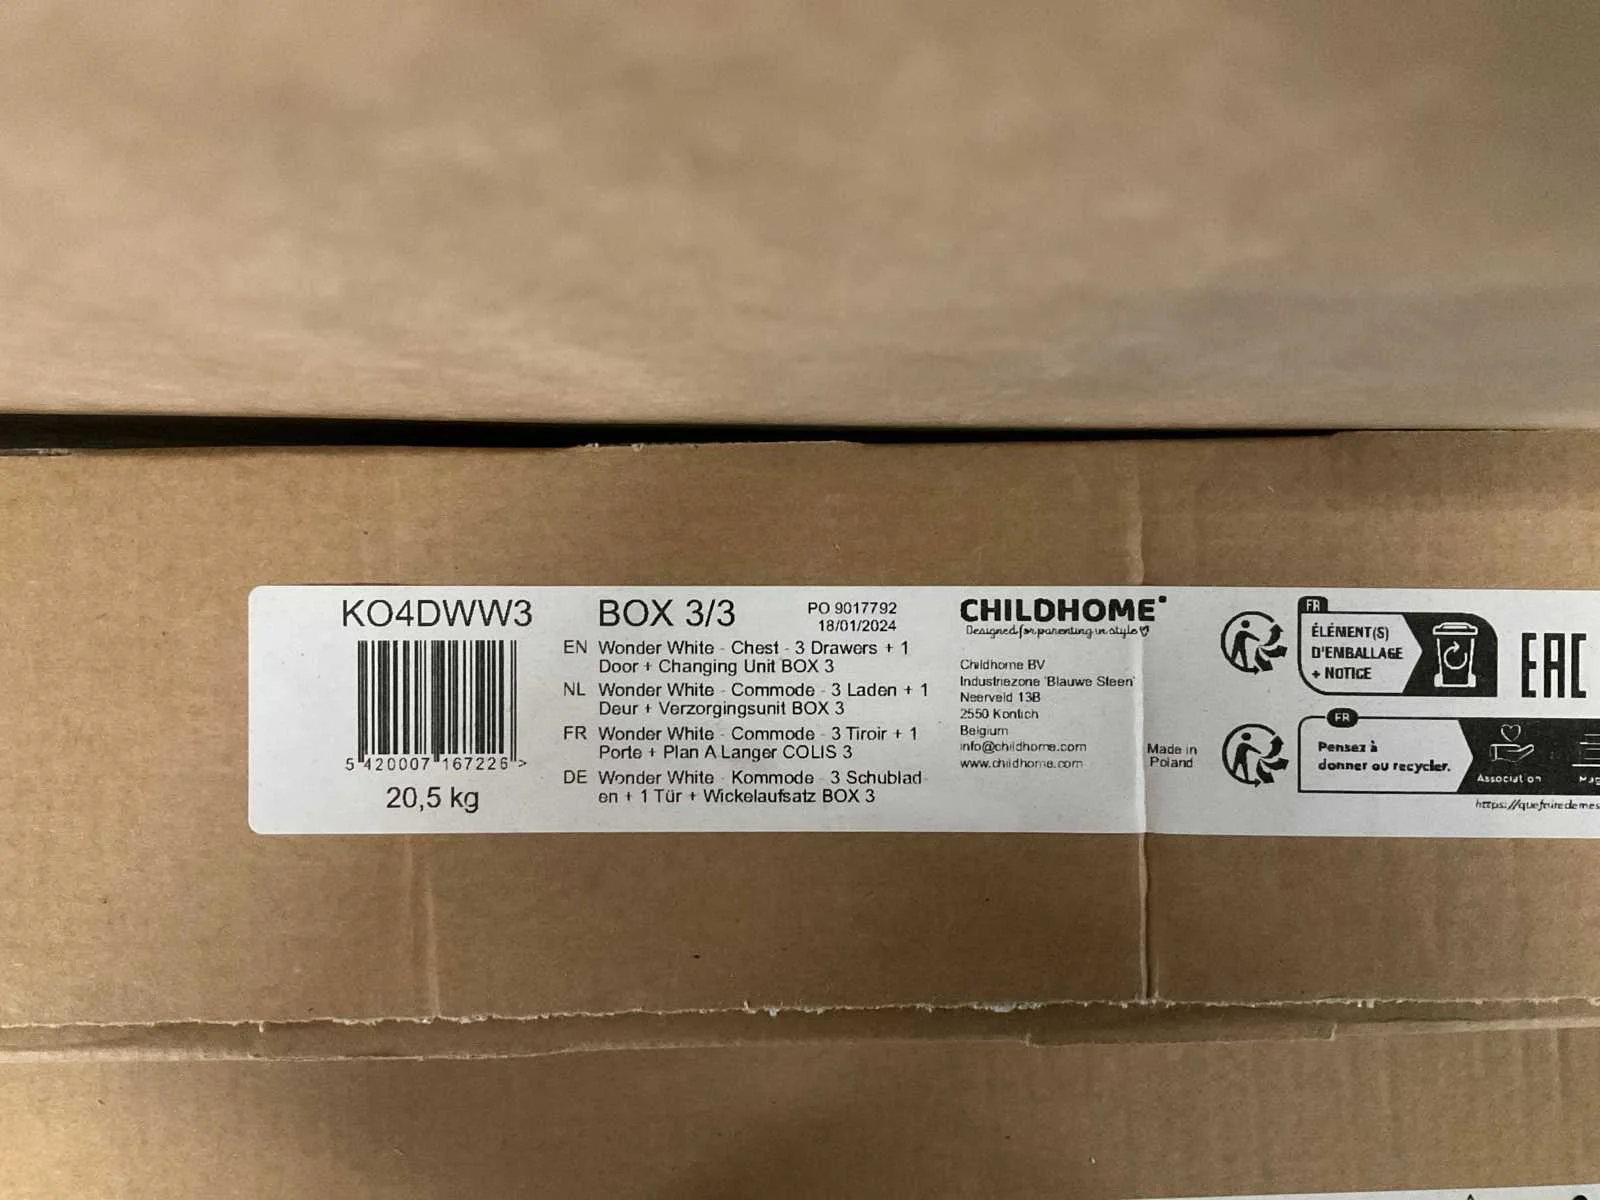 KO4DWW3
5 420007 167226 >
20,5 kg
BOX 3/3
PO 9017792
18/01/2024
EN Wonder White - Chest - 3 Drawers + 1
Door + Changing Unit BOX 3
NL Wonder White - Commode - 3 Laden + 1
Deur + Verzorgingsunit BOX 3
FR Wonder White - Commode - 3 Tiroir + 1
Porte + Plan A Langer COLIS 3
DE Wonder White - Kommode - 3 Schublad-
en + 1 Tür + Wickelaufsatz BOX 3
CHILDHOME
Designed for parenting in style
Childhome BV
Industriezone 'Blauwe Steen'
Neerveld 13B
2550 Kontich
Belgium
info@childhome.com
www.childhome.com
Made in
Poland
FR
ÉLÉMENT(S)
D'EMBALLAGE
+ NOTICE
EAC
FR
Pensez à
donner ou recycler.
Association
https://quefairedemes